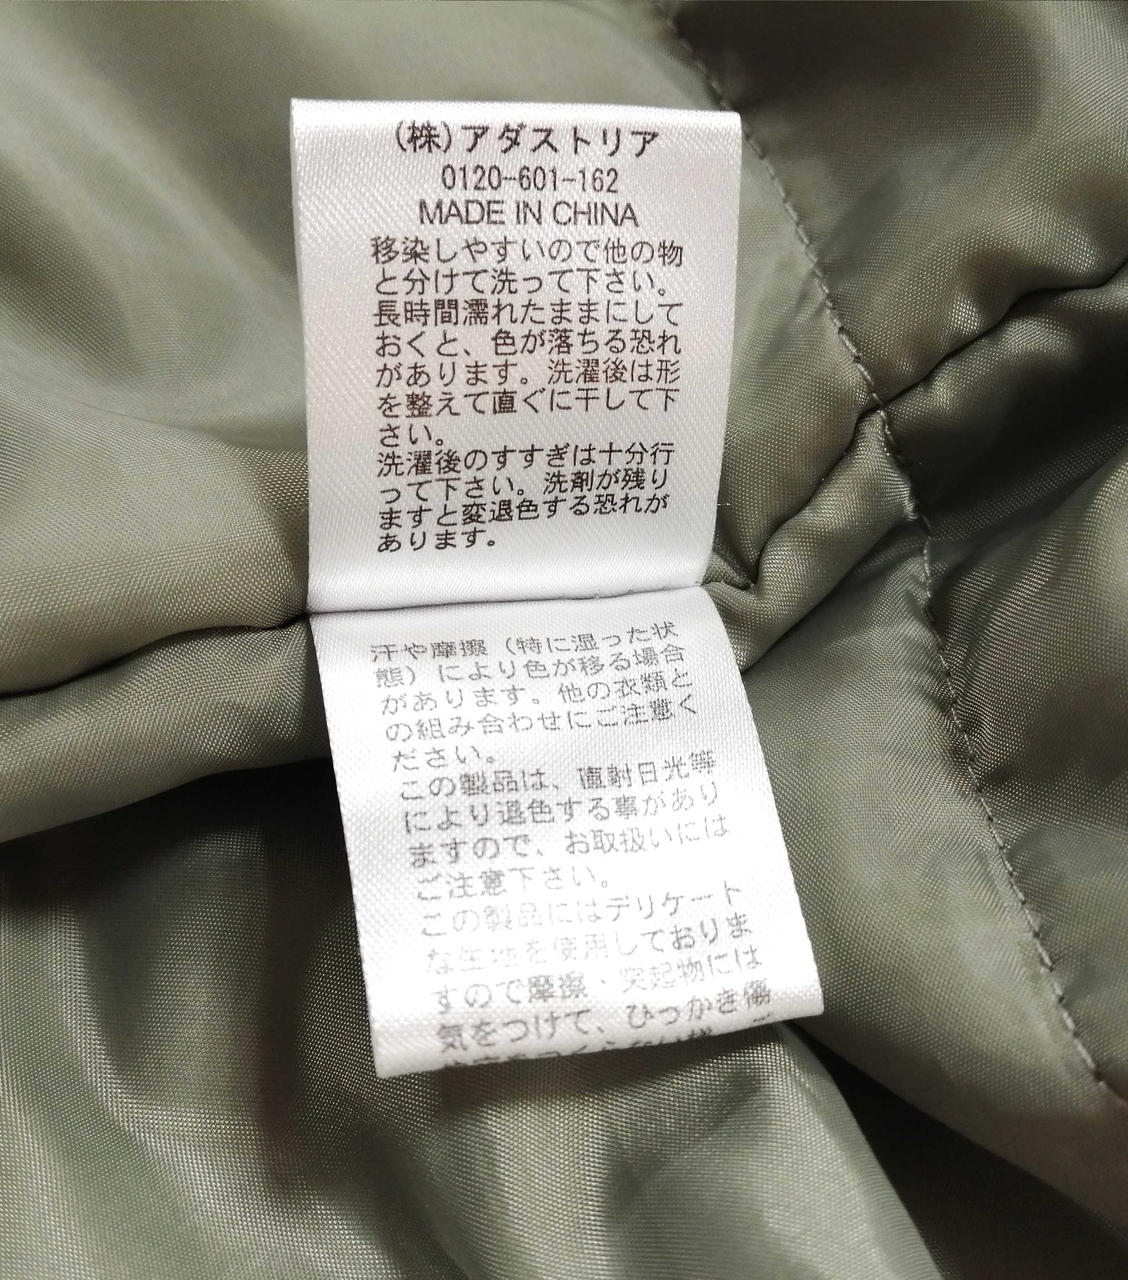 (株)アダストリア
0120-601-162
MADE IN CHINA
移染しやすいので他の物
と分けて洗って下さい。
長時間濡れたままにして
おくと、色が落ちる恐れ
があります。洗濯後は形
を整えて直ぐに干して下
さい。
洗濯後のすすぎは十分行
って下さい。洗剤が残り
ますと変退色する恐れが
あります。
汗や摩擦（特に湿った状
態）により色が移る場合
があります。他の衣類と
の組み合わせにご注意く
ださい。
この製品は、直射日光等
により退色する事があり
ますので、お取扱いには
ご注意下さい。
この製品にはデリケート
な生地を使用しておりま
すので摩擦・突起物には
気をつけて、ひっかき傷